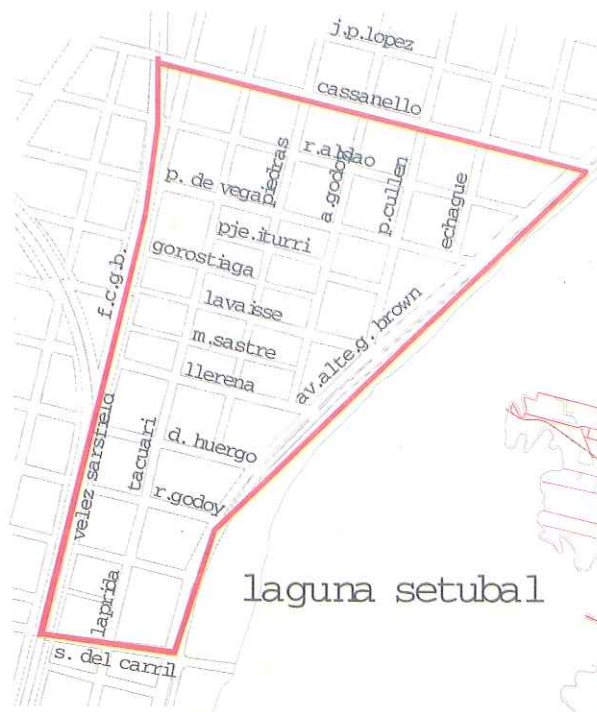 j.p.lopez
cassanello
r.aldao
piedras
a.godoy
p.cullen
echague
p. de vega
pje.iturri
gorostiaga
f.c.g.b.
lavaisse
m.sastre
av.alte.g. brown
llerena
velez sarsfield
tacuari
d. huergo
r.godoy
laprida
laguna setubal
s. del carril